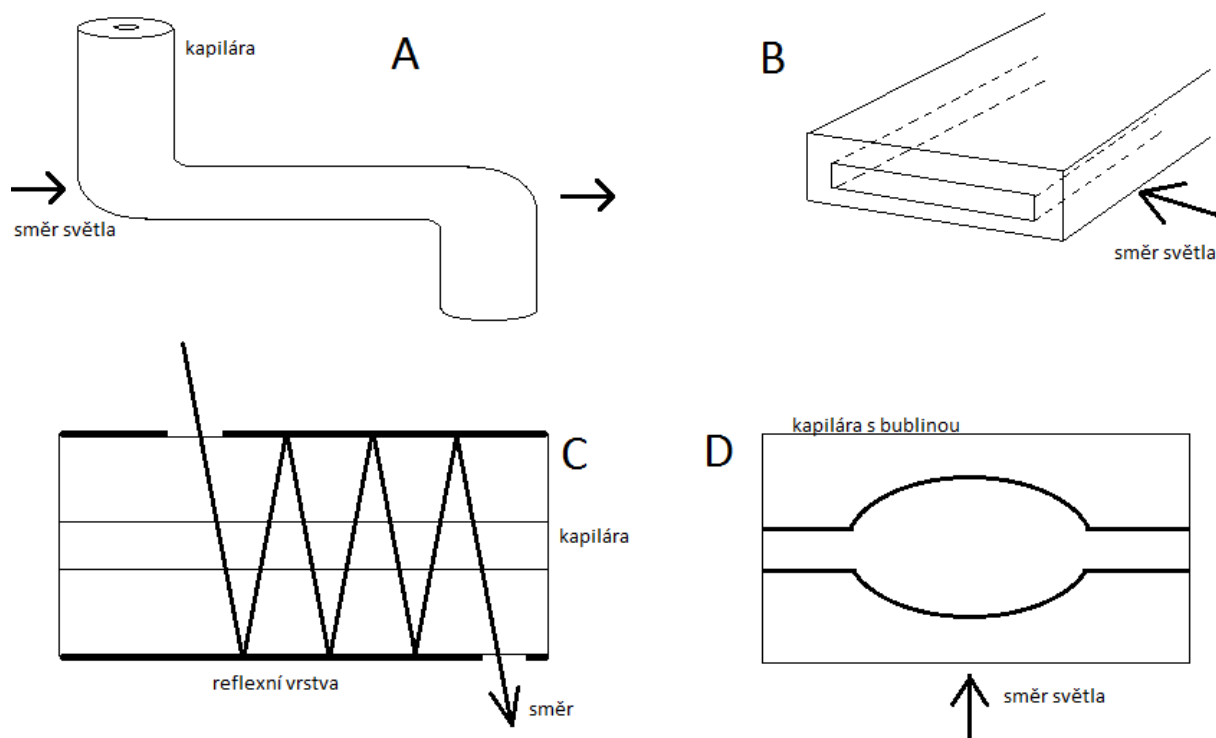 kapilára
A
směr světla
B
směr světla
C
kapilára
reflexní vrstva
směr
D
kapilára s bublinou
směr světla